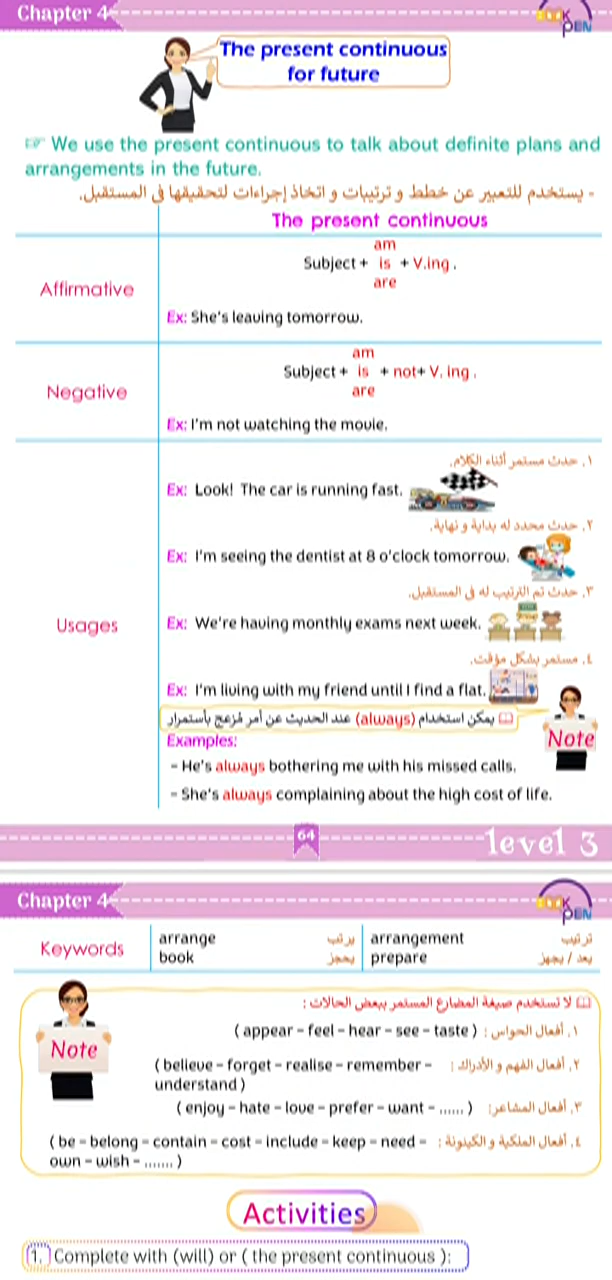 Chapter 4
BOOK PEN
The present continuous
for future
☞ We use the present continuous to talk about definite plans and
arrangements in the future.
- يستخدم للتعبير عن خطط و ترتيبات و اتخاذ إجراءات لتحقيقها في المستقبل.
The present continuous
Affirmative
am
Subject + is + V.ing .
are
Ex: She's leaving tomorrow.
Negative
am
Subject + is + not+ V. ing .
are
Ex: I'm not watching the movie.
Usages
١. حدث مستمر أثناء الكلام.
Ex: Look! The car is running fast.
٢. حدث محدد له بداية و نهاية.
Ex: I'm seeing the dentist at 8 o'clock tomorrow.
٣. حدث تم الترتيب له في المستقبل.
Ex: We're having monthly exams next week.
٤. مستمر بشكل مؤقت.
Ex: I'm living with my friend until I find a flat.
يمكن استخدام (always) عند الحديث عن أمر مُزعج بأستمرار
Note
Examples:
- He's always bothering me with his missed calls.
- She's always complaining about the high cost of life.
64
level 3
Chapter 4
BOOK PEN
Keywords
arrange يرتب arrangement ترتيب
book يحجز prepare يعد / يجهز
Note
لا تستخدم صيغة المضارع المستمر ببعض الحالات :
١. أفعال الحواس : ( appear - feel - hear - see - taste )
٢. أفعال الفهم و الأدراك : ( believe - forget - realise - remember -
understand )
٣. أفعال المشاعر: ( enjoy - hate - love - prefer - want - ...... )
٤. أفعال الملكية و الكينونة : ( be - belong - contain - cost - include - keep - need -
own - wish - ....... )
Activities
1. Complete with (will) or ( the present continuous ):